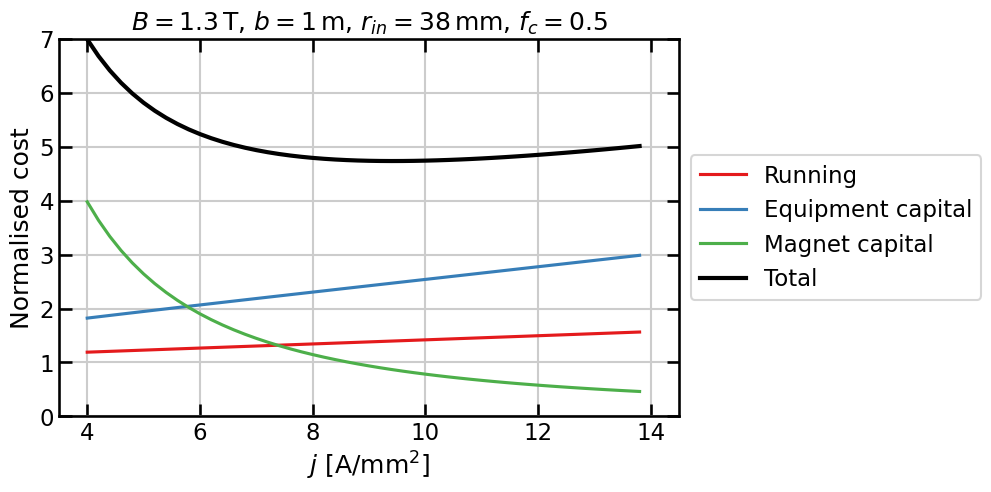 B = 1.3 T, b = 1 m, r_in = 38 mm, f_c = 0.5
Normalised cost
7
6
5
4
3
2
1
0
4 6 8 10 12 14
j [A/mm²]
Running
Equipment capital
Magnet capital
Total